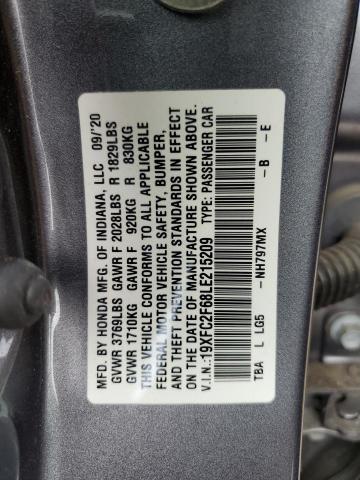 MFD. BY HONDA MFG. OF INDIANA, LLC 09/'20
GVWR 3769LBS GAWR F 2028LBS R 1829LBS
GVWR 1710KG GAWR F 920KG R 830KG
THIS VEHICLE CONFORMS TO ALL APPLICABLE
FEDERAL MOTOR VEHICLE SAFETY, BUMPER,
AND THEFT PREVENTION STANDARDS IN EFFECT
ON THE DATE OF MANUFACTURE SHOWN ABOVE.
V.I.N.:19XFC2F68LE215209 TYPE: PASSENGER CAR
TBA L LG5 -NH797MX -B -E